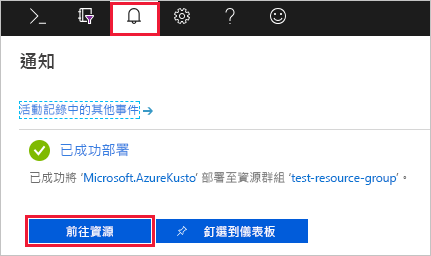 通知
活動記錄中的其他事件
已成功部署
已成功將 'Microsoft.AzureKusto' 部署至資源群組 'test-resource-group'。
前往資源
釘選到儀表板